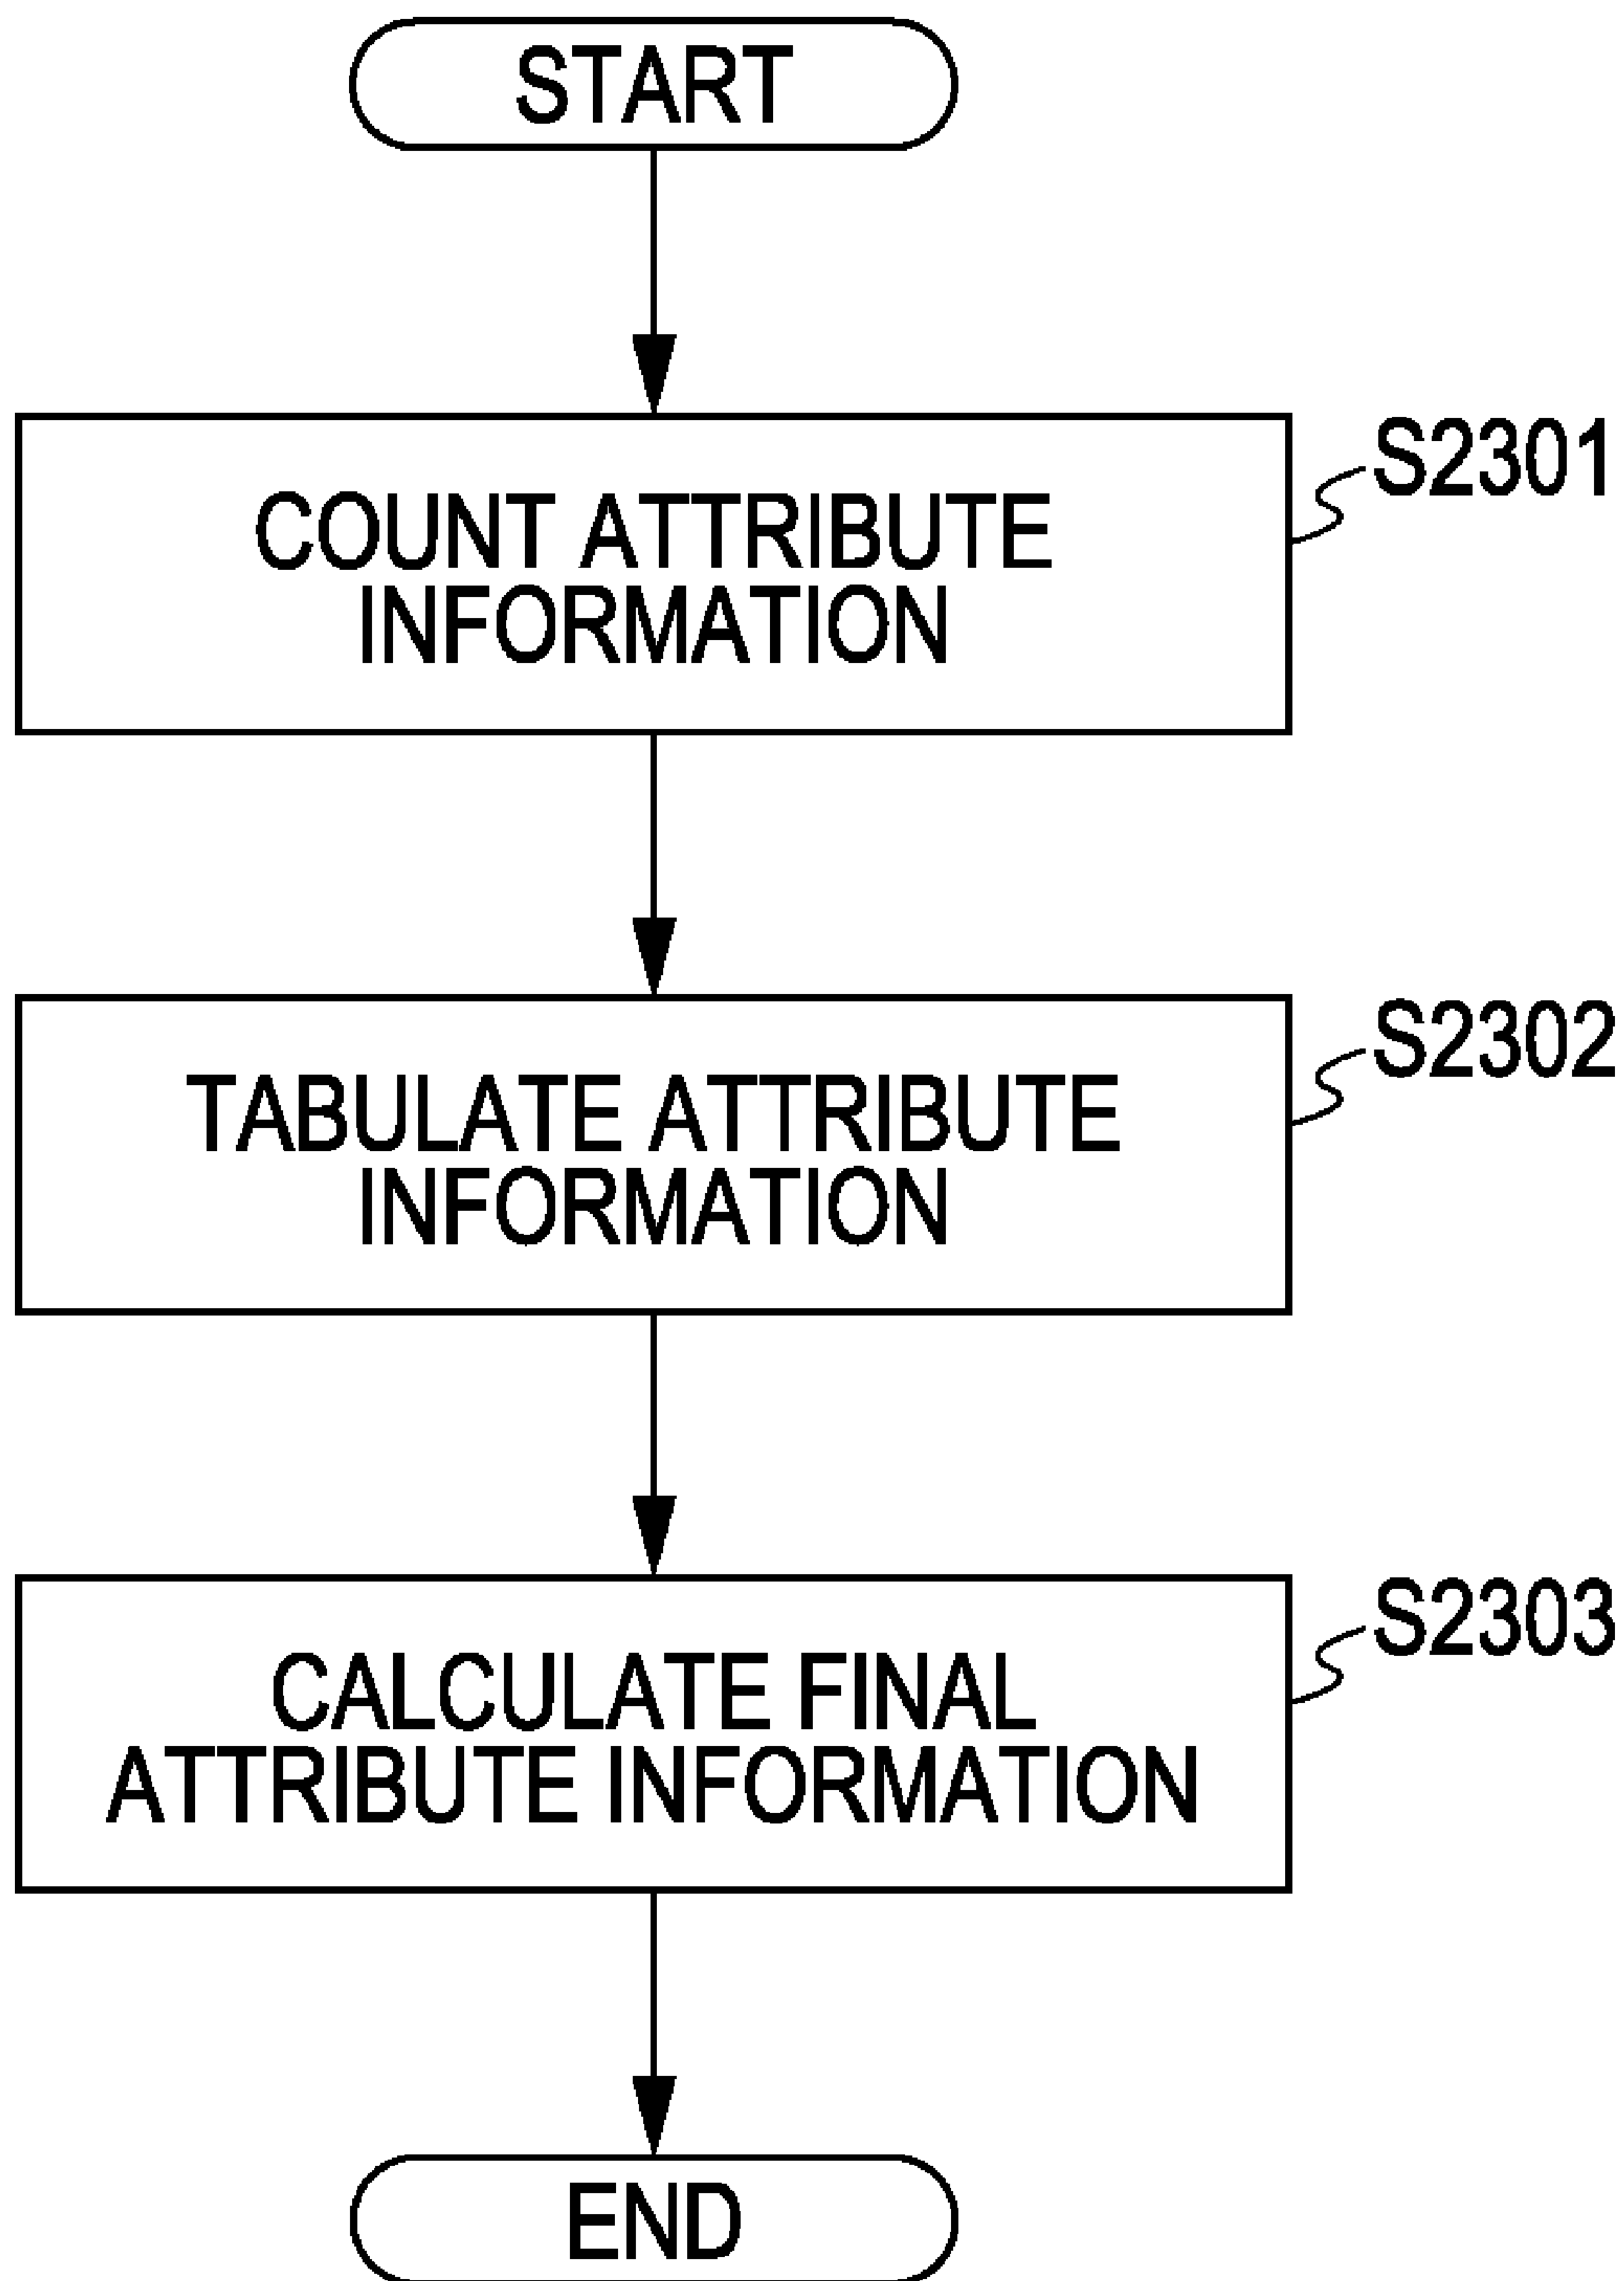 START
S2301
COUNT ATTRIBUTE
INFORMATION
S2302
TABULATE ATTRIBUTE
INFORMATION
S2303
CALCULATE FINAL
ATTRIBUTE INFORMATION
END